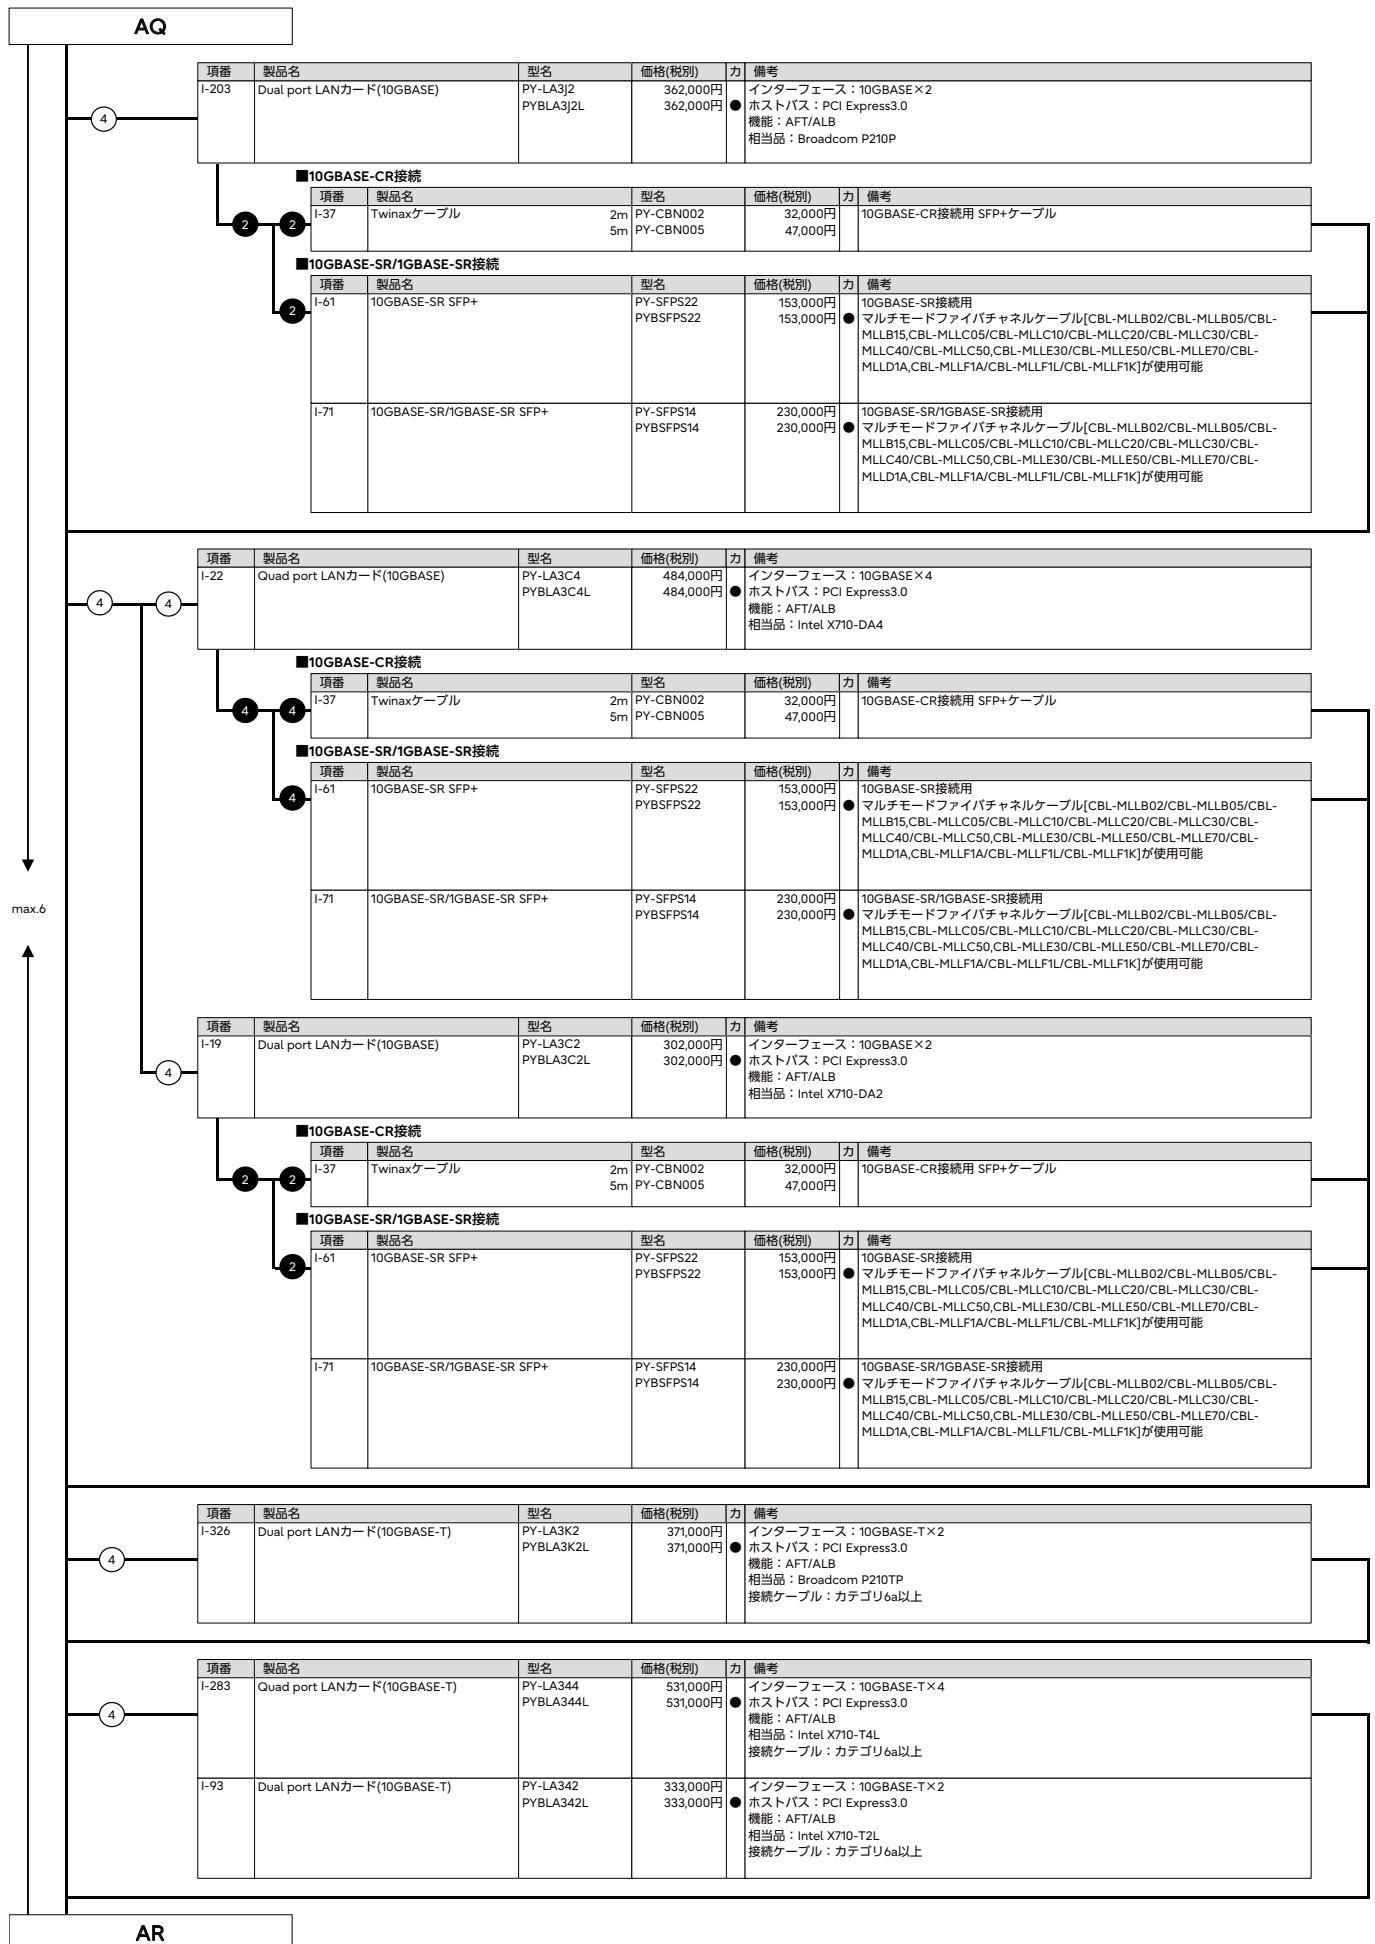 AQ
項番 製品名 型名 価格(税別) カ 備考
I-203 Dual port LANカード(10GBASE) PY-LA3J2 362,000円 インターフェース：10GBASE×2
PYBLA3J2L 362,000円 ● ホストバス：PCI Express3.0
機能：AFT/ALB
相当品：Broadcom P210P
4
■10GBASE-CR接続
項番 製品名 型名 価格(税別) カ 備考
I-37 Twinaxケーブル 2m PY-CBN002 32,000円 10GBASE-CR接続用 SFP+ケーブル
5m PY-CBN005 47,000円
2 2
■10GBASE-SR/1GBASE-SR接続
項番 製品名 型名 価格(税別) カ 備考
I-61 10GBASE-SR SFP+ PY-SFPS22 153,000円 10GBASE-SR接続用
PYBSFPS22 153,000円 ● マルチモードファイバチャネルケーブル[CBL-MLLB02/CBL-MLLB05/CBL-
MLLB15,CBL-MLLC05/CBL-MLLC10/CBL-MLLC20/CBL-MLLC30/CBL-
MLLC40/CBL-MLLC50,CBL-MLLE30/CBL-MLLE50/CBL-MLLE70/CBL-
MLLD1A,CBL-MLLF1A/CBL-MLLF1L/CBL-MLLF1K]が使用可能
2
I-71 10GBASE-SR/1GBASE-SR SFP+ PY-SFPS14 230,000円 10GBASE-SR/1GBASE-SR接続用
PYBSFPS14 230,000円 ● マルチモードファイバチャネルケーブル[CBL-MLLB02/CBL-MLLB05/CBL-
MLLB15,CBL-MLLC05/CBL-MLLC10/CBL-MLLC20/CBL-MLLC30/CBL-
MLLC40/CBL-MLLC50,CBL-MLLE30/CBL-MLLE50/CBL-MLLE70/CBL-
MLLD1A,CBL-MLLF1A/CBL-MLLF1L/CBL-MLLF1K]が使用可能
項番 製品名 型名 価格(税別) カ 備考
I-22 Quad port LANカード(10GBASE) PY-LA3C4 484,000円 インターフェース：10GBASE×4
PYBLA3C4L 484,000円 ● ホストバス：PCI Express3.0
機能：AFT/ALB
相当品：Intel X710-DA4
4 4
■10GBASE-CR接続
項番 製品名 型名 価格(税別) カ 備考
I-37 Twinaxケーブル 2m PY-CBN002 32,000円 10GBASE-CR接続用 SFP+ケーブル
5m PY-CBN005 47,000円
4 4
■10GBASE-SR/1GBASE-SR接続
項番 製品名 型名 価格(税別) カ 備考
I-61 10GBASE-SR SFP+ PY-SFPS22 153,000円 10GBASE-SR接続用
PYBSFPS22 153,000円 ● マルチモードファイバチャネルケーブル[CBL-MLLB02/CBL-MLLB05/CBL-
MLLB15,CBL-MLLC05/CBL-MLLC10/CBL-MLLC20/CBL-MLLC30/CBL-
MLLC40/CBL-MLLC50,CBL-MLLE30/CBL-MLLE50/CBL-MLLE70/CBL-
MLLD1A,CBL-MLLF1A/CBL-MLLF1L/CBL-MLLF1K]が使用可能
4
I-71 10GBASE-SR/1GBASE-SR SFP+ PY-SFPS14 230,000円 10GBASE-SR/1GBASE-SR接続用
PYBSFPS14 230,000円 ● マルチモードファイバチャネルケーブル[CBL-MLLB02/CBL-MLLB05/CBL-
MLLB15,CBL-MLLC05/CBL-MLLC10/CBL-MLLC20/CBL-MLLC30/CBL-
MLLC40/CBL-MLLC50,CBL-MLLE30/CBL-MLLE50/CBL-MLLE70/CBL-
MLLD1A,CBL-MLLF1A/CBL-MLLF1L/CBL-MLLF1K]が使用可能
max.6
項番 製品名 型名 価格(税別) カ 備考
I-19 Dual port LANカード(10GBASE) PY-LA3C2 302,000円 インターフェース：10GBASE×2
PYBLA3C2L 302,000円 ● ホストバス：PCI Express3.0
機能：AFT/ALB
相当品：Intel X710-DA2
4
■10GBASE-CR接続
項番 製品名 型名 価格(税別) カ 備考
I-37 Twinaxケーブル 2m PY-CBN002 32,000円 10GBASE-CR接続用 SFP+ケーブル
5m PY-CBN005 47,000円
2 2
■10GBASE-SR/1GBASE-SR接続
項番 製品名 型名 価格(税別) カ 備考
I-61 10GBASE-SR SFP+ PY-SFPS22 153,000円 10GBASE-SR接続用
PYBSFPS22 153,000円 ● マルチモードファイバチャネルケーブル[CBL-MLLB02/CBL-MLLB05/CBL-
MLLB15,CBL-MLLC05/CBL-MLLC10/CBL-MLLC20/CBL-MLLC30/CBL-
MLLC40/CBL-MLLC50,CBL-MLLE30/CBL-MLLE50/CBL-MLLE70/CBL-
MLLD1A,CBL-MLLF1A/CBL-MLLF1L/CBL-MLLF1K]が使用可能
2
I-71 10GBASE-SR/1GBASE-SR SFP+ PY-SFPS14 230,000円 10GBASE-SR/1GBASE-SR接続用
PYBSFPS14 230,000円 ● マルチモードファイバチャネルケーブル[CBL-MLLB02/CBL-MLLB05/CBL-
MLLB15,CBL-MLLC05/CBL-MLLC10/CBL-MLLC20/CBL-MLLC30/CBL-
MLLC40/CBL-MLLC50,CBL-MLLE30/CBL-MLLE50/CBL-MLLE70/CBL-
MLLD1A,CBL-MLLF1A/CBL-MLLF1L/CBL-MLLF1K]が使用可能
項番 製品名 型名 価格(税別) カ 備考
I-326 Dual port LANカード(10GBASE-T) PY-LA3K2 371,000円 インターフェース：10GBASE-T×2
PYBLA3K2L 371,000円 ● ホストバス：PCI Express3.0
機能：AFT/ALB
相当品：Broadcom P210TP
接続ケーブル：カテゴリ6a以上
4
項番 製品名 型名 価格(税別) カ 備考
I-283 Quad port LANカード(10GBASE-T) PY-LA344 531,000円 インターフェース：10GBASE-T×4
PYBLA344L 531,000円 ● ホストバス：PCI Express3.0
機能：AFT/ALB
相当品：Intel X710-T4L
接続ケーブル：カテゴリ6a以上
4
I-93 Dual port LANカード(10GBASE-T) PY-LA342 333,000円 インターフェース：10GBASE-T×2
PYBLA342L 333,000円 ● ホストバス：PCI Express3.0
機能：AFT/ALB
相当品：Intel X710-T2L
接続ケーブル：カテゴリ6a以上
AR